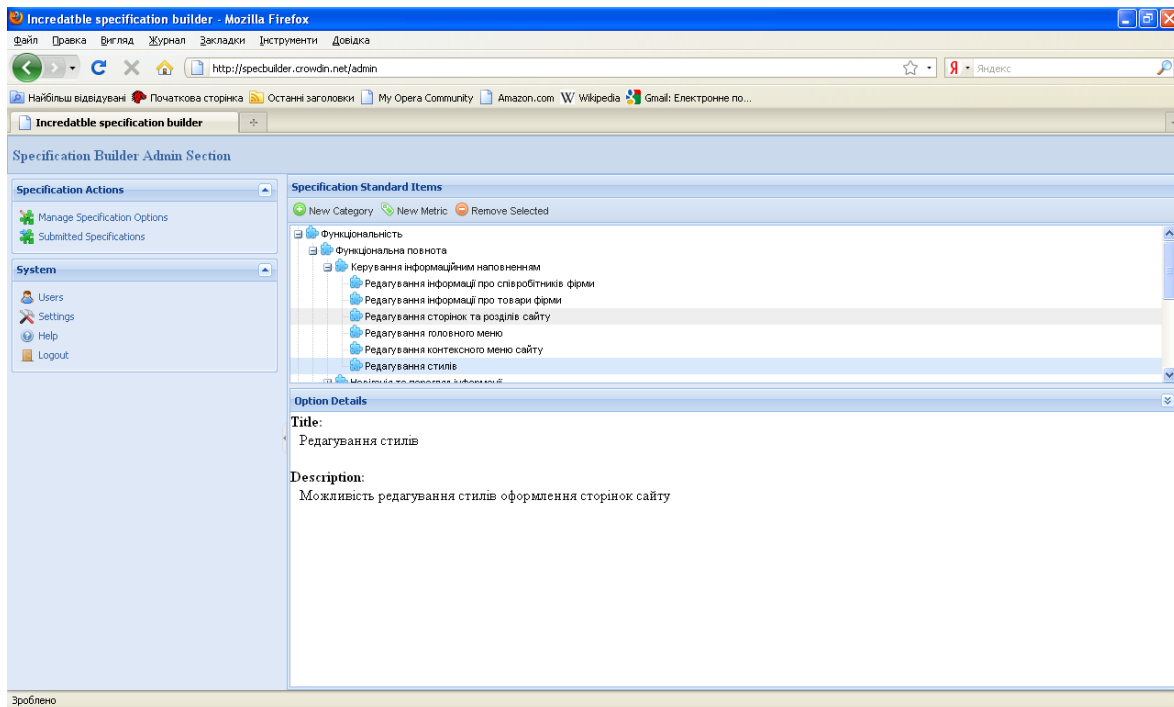 Incredatble specification builder - Mozilla Firefox
Файл Правка Вигляд Журнал Закладки Інструменти Довідка
http://specbuilder.crowdin.net/admin
Яндекс
Найбільш відвідувані Початкова сторінка Останні заголовки My Opera Community Amazon.com Wikipedia Gmail: Електронне по...
Incredatble specification builder
Specification Builder Admin Section
Specification Actions
Manage Specification Options
Submitted Specifications
System
Users
Settings
Help
Logout
Specification Standard Items
New Category New Metric Remove Selected
Функціональність
Функціональна повнота
Керування інформаційним наповненням
Редагування інформації про співробітників фірми
Редагування інформації про товари фірми
Редагування сторінок та розділів сайту
Редагування головного меню
Редагування контексного меню сайту
Редагування стилів
Навігація та перегляд інформації
Option Details
Title:
Редагування стилів
Description:
Можливість редагування стилів оформлення сторінок сайту
Зроблено